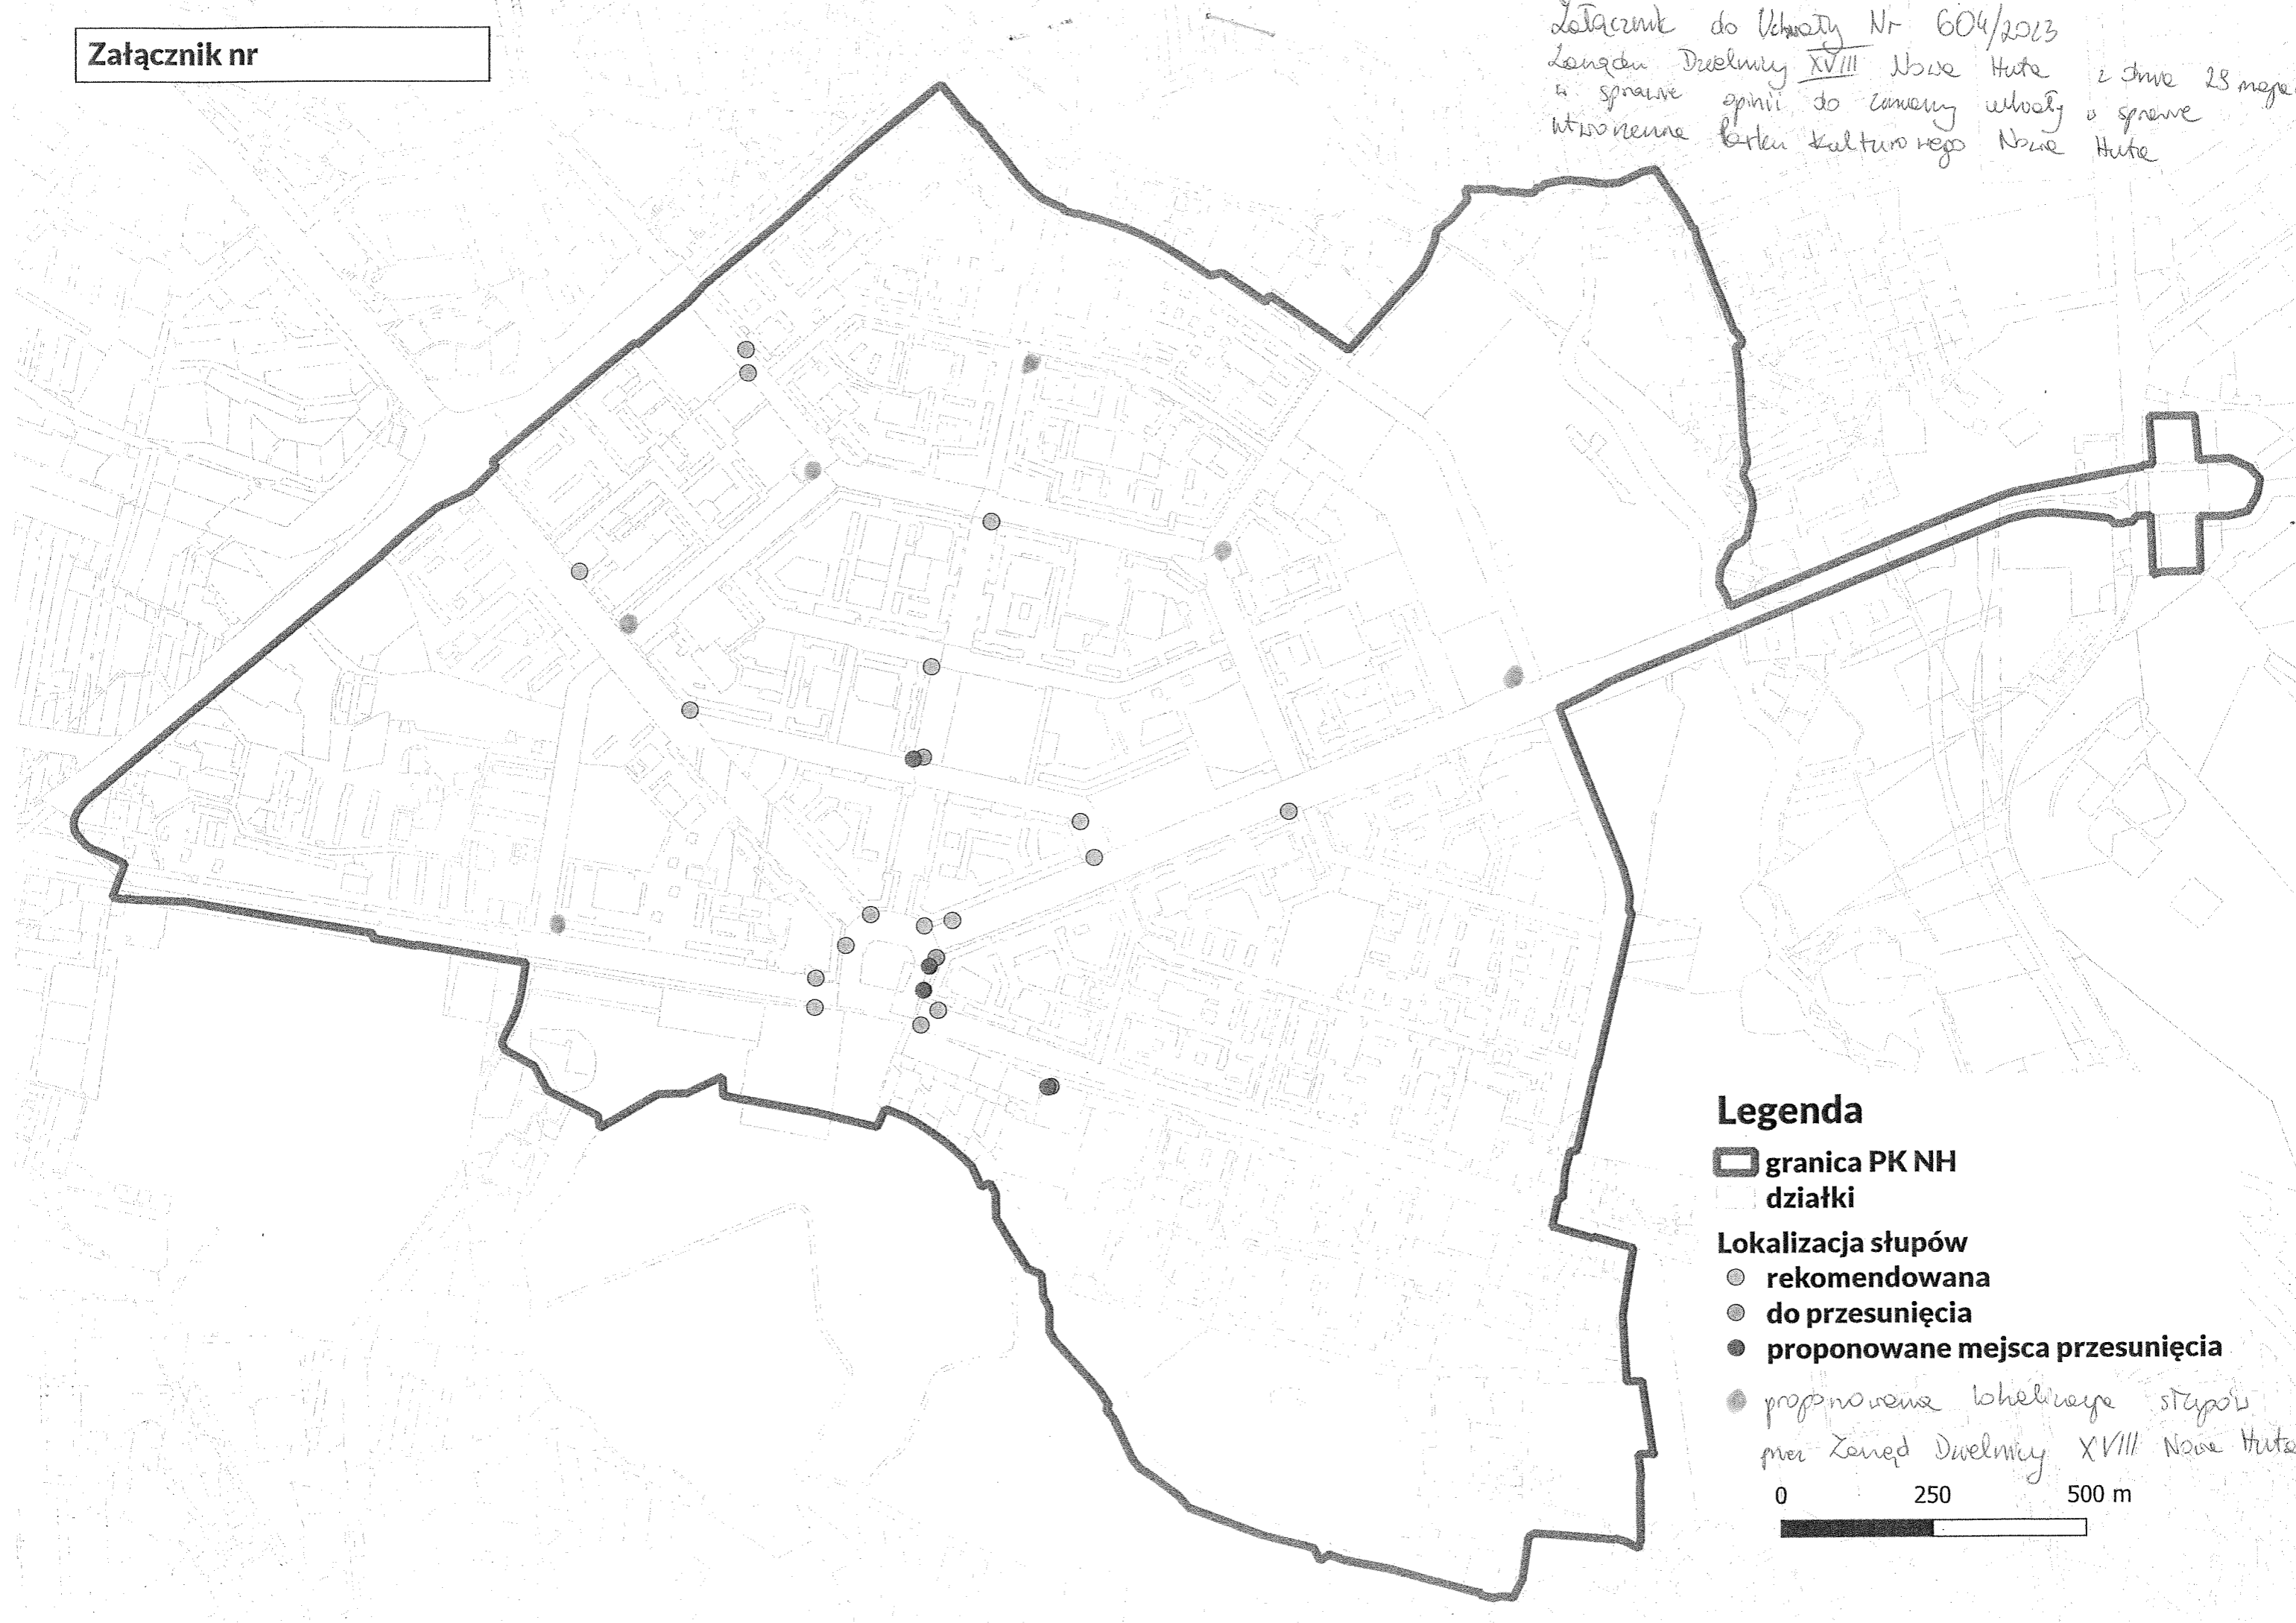 Załącznik nr
Załącznik do Uchwały Nr 604/2023
Zarządu Dzielnicy XVIII Nowa Huta z dnia 29 maja
w sprawie opinii do zmiany uchwały w sprawie
utworzenia Parku Kulturowego Nowa Huta
Legenda
granica PK NH
działki
Lokalizacja słupów
rekomendowana
do przesunięcia
proponowane mejsca przesunięcia
proponowana lokalizacja słupów
przez Zarząd Dzielnicy XVIII Nowa Huta
0 250 500 m